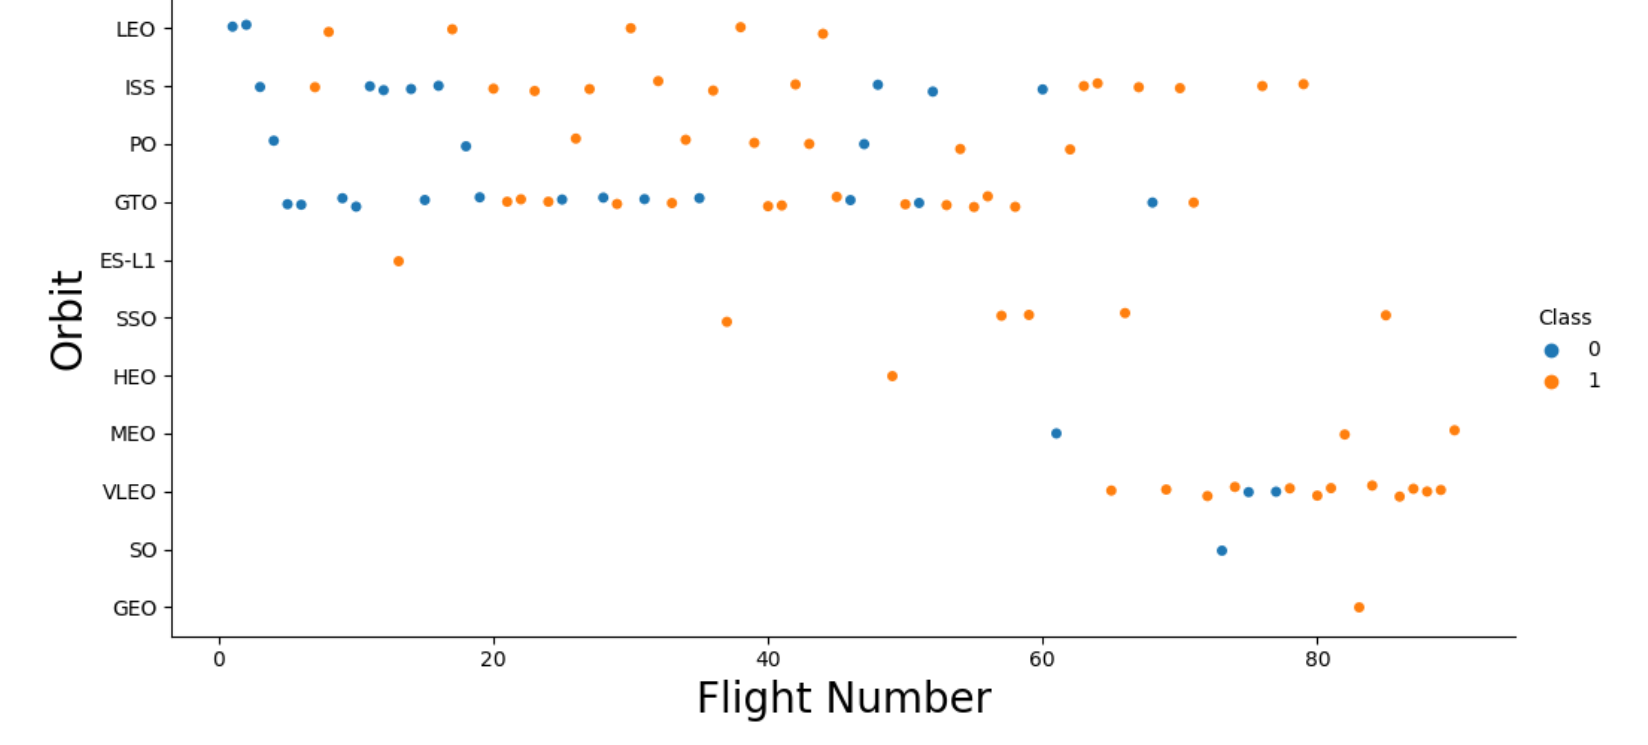 LEO
ISS
PO
GTO
ES-L1
SSO
HEO
MEO
VLEO
SO
GEO
Orbit
0 20 40 60 80
Flight Number
Class
0
1